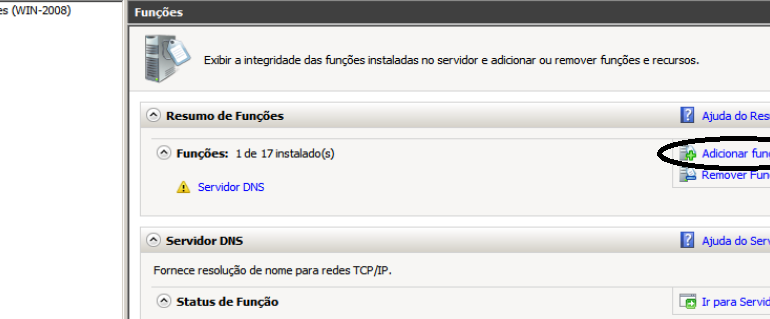 es (WIN-2008)
Funções
Exibir a integridade das funções instaladas no servidor e adicionar ou remover funções e recursos.
Resumo de Funções
Ajuda do Res
Funções: 1 de 17 instalado(s)
Adicionar fun
Remover Fun
Servidor DNS
Servidor DNS
Ajuda do Serv
Fornece resolução de nome para redes TCP/IP.
Status de Função
Ir para Servid